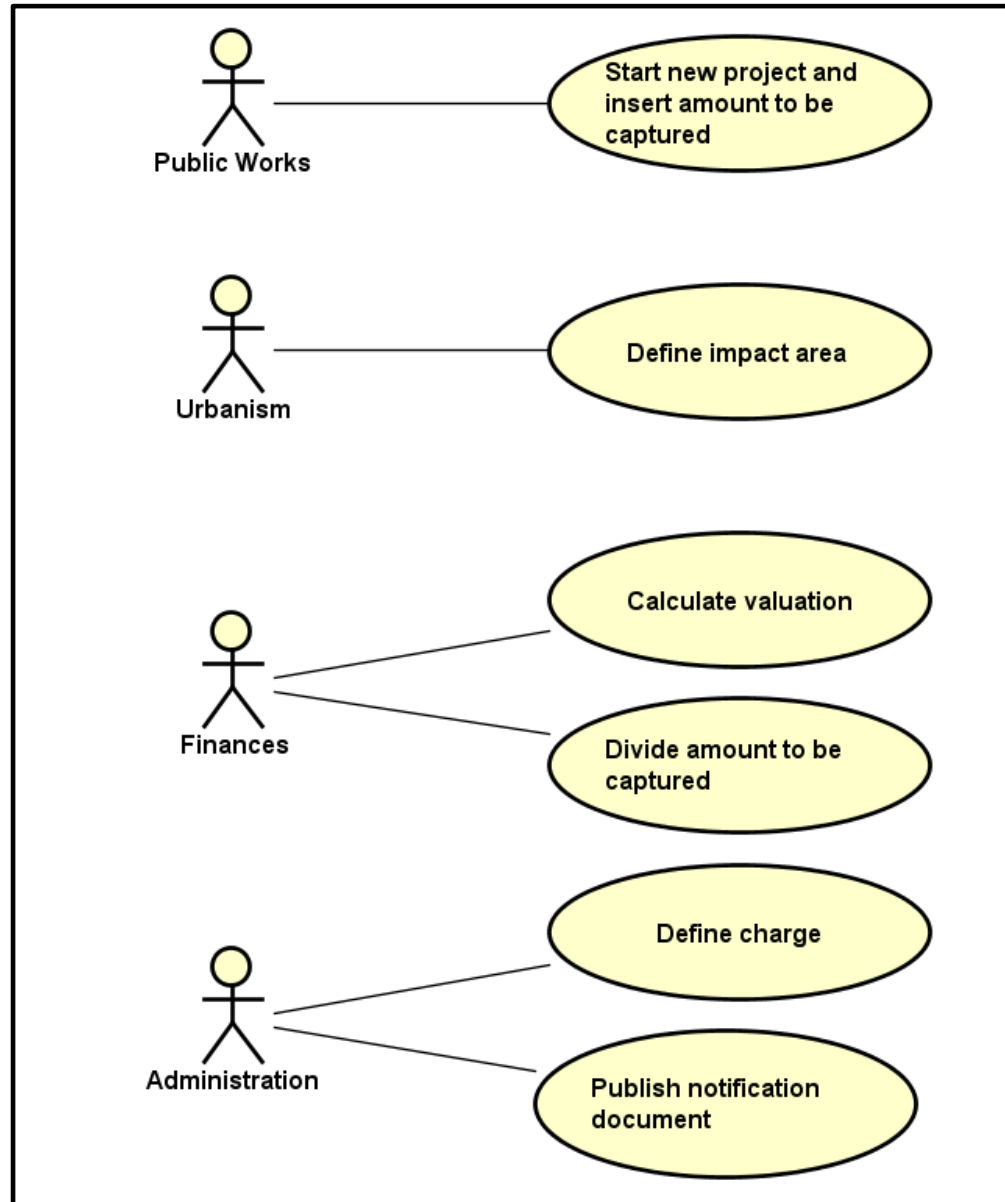 Start new project and
insert amount to be
captured
Public Works
Define impact area
Urbanism
Calculate valuation
Finances
Divide amount to be
captured
Define charge
Administration
Publish notification
document